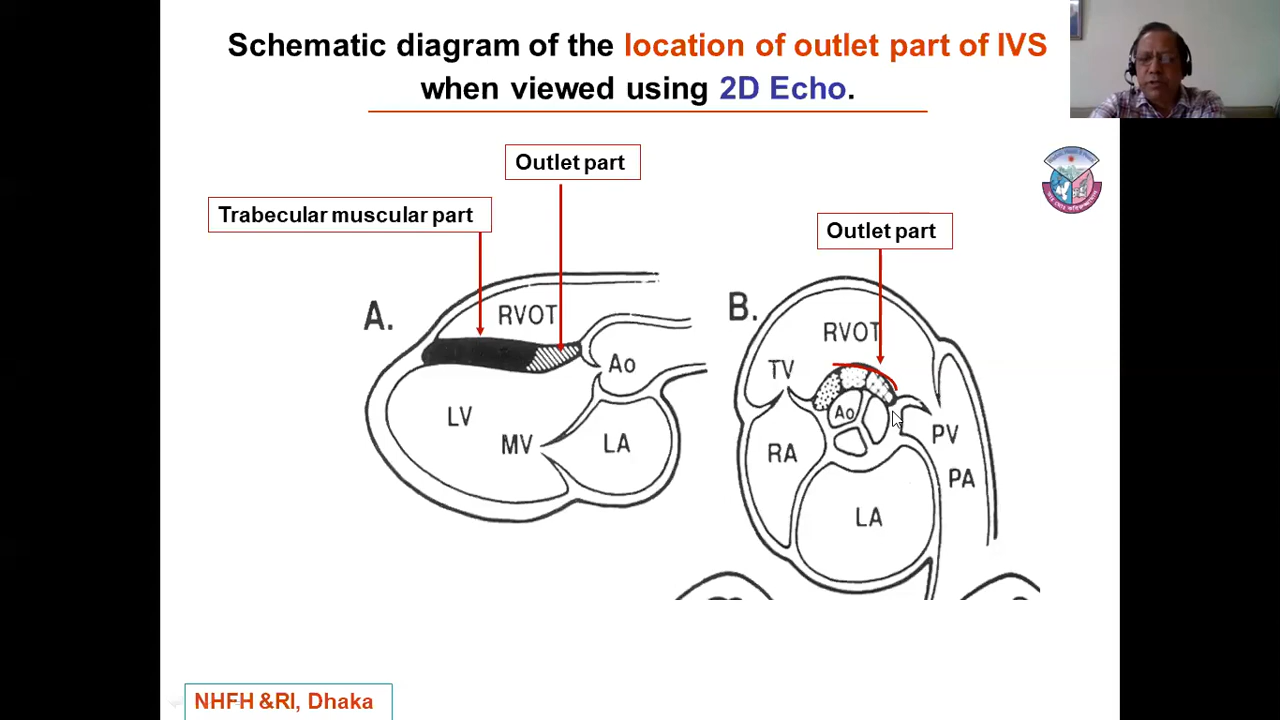 Schematic diagram of the location of outlet part of IVS
when viewed using 2D Echo.
Outlet part
Trabecular muscular part
Outlet part
A.
RVOT
Ao
LV
MV
LA
B.
RVOT
TV
Ao
RA
PV
PA
LA
NHFH &RI, Dhaka